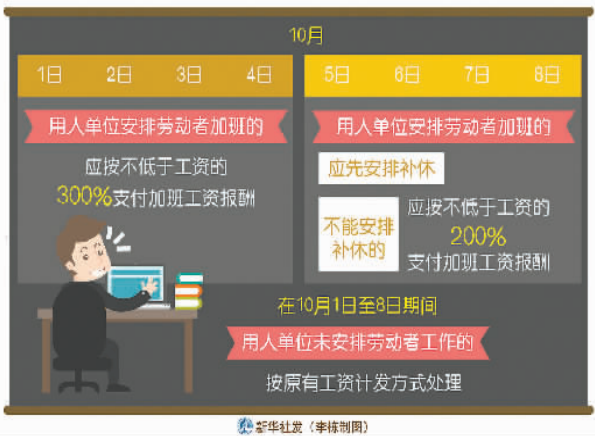 10月
1日 2日 3日 4日
用人单位安排劳动者加班的
应按不低于工资的
300%支付加班工资报酬
5日 6日 7日 8日
用人单位安排劳动者加班的
应先安排补休
不能安排
补休的
应按不低于工资的
200%
支付加班工资报酬
在10月1日至8日期间
用人单位未安排劳动者工作的
按原有工资计发方式处理
新华社发（李栋制图）